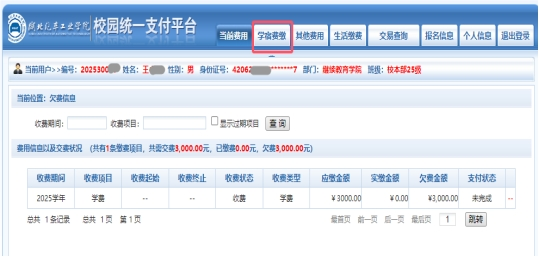 湖北汽车工业学院 校园统一支付平台
当前费用 学宿费缴 其他费用 生活缴费 交易查询 报名信息 个人信息 退出登录
当前用户>>编号：2025300 姓名：王 性别：男 身份证号：42062*******7 部门：继续教育学院 班级：校本部25级
当前位置：欠费信息
收费期间： 收费项目： 显示过期项目 查 询
费用信息以及交费状况 (共有1条缴费项目，共需交费3,000.00元，已缴费0.00元，欠费3,000.00元)
收费期间 收费项目 收费起始 收费终止 收费状态 收费类型 应缴金额 实缴金额 欠费金额 支付状态
2025学年 学费 -- -- 收费 学费 ￥3000.00 ￥0.00 ￥3,000.00 未完成 --
总共 1 条记录 总共 1 页 第 1 页 最首页 前一页 后一页 最后页 1 跳转